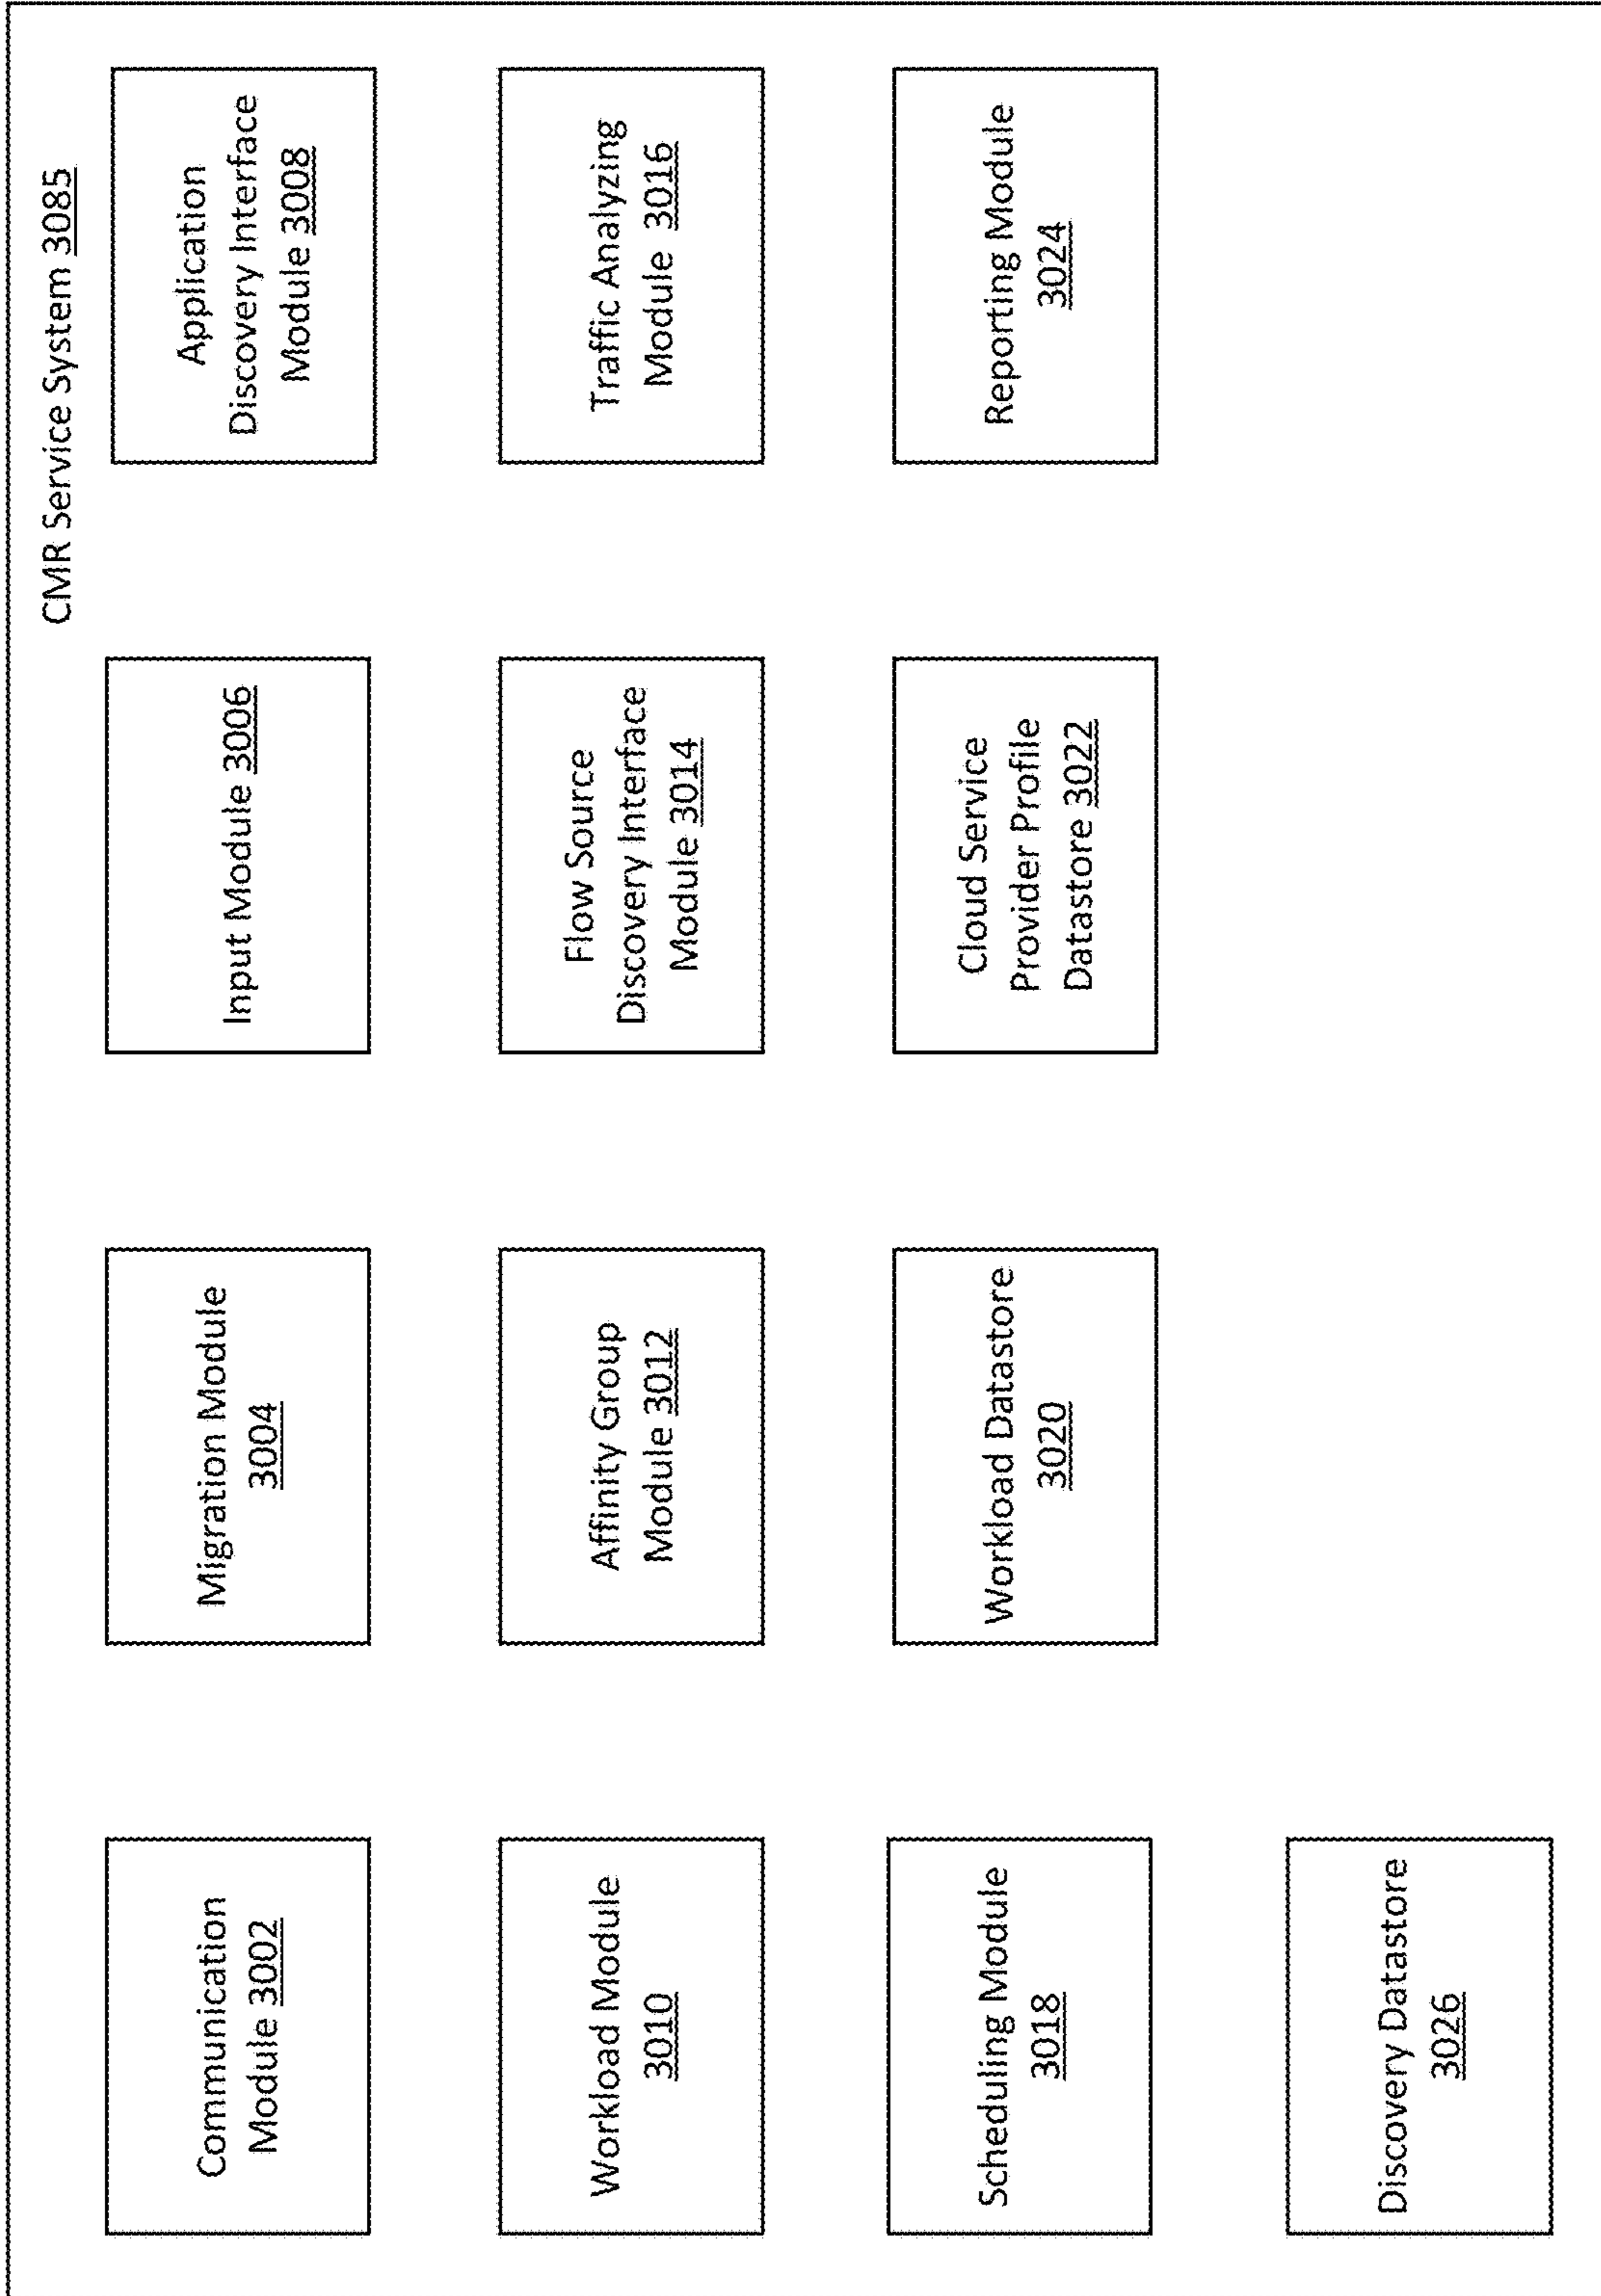 CMR Service System 3085
Communication
Module 3002
Migration Module
3004
Input Module 3006
Application
Discovery Interface
Module 3008
Workload Module
3010
Affinity Group
Module 3012
Flow Source
Discovery Interface
Module 3014
Traffic Analyzing
Module 3016
Scheduling Module
3018
Workload Datastore
3020
Cloud Service
Provider Profile
Datastore 3022
Reporting Module
3024
Discovery Datastore
3026